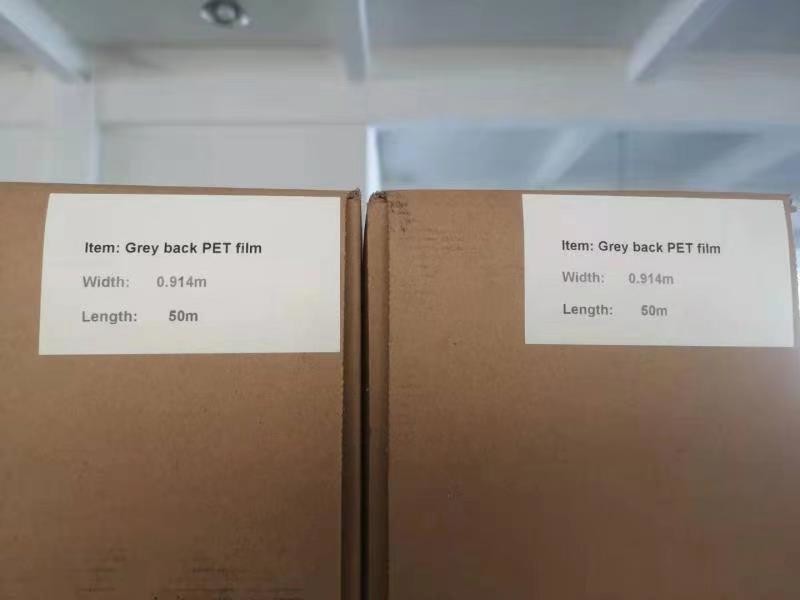 Item: Grey back PET film
Width: 0.914m
Length: 50m
Item: Grey back PET film
Width: 0.914m
Length: 50m